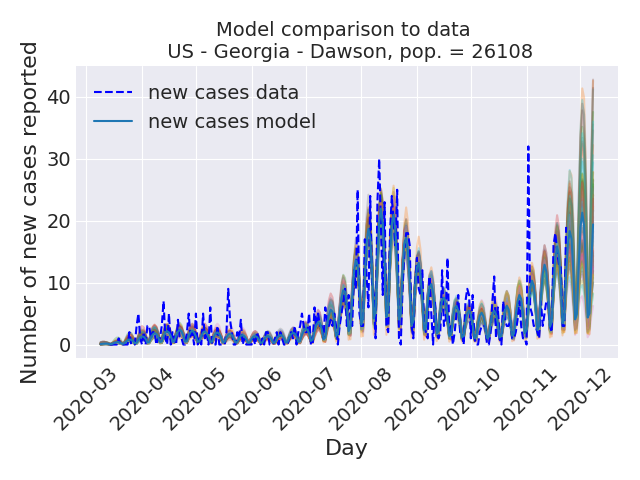 Model comparison to data
US - Georgia - Dawson, pop. = 26108
Number of new cases reported
40
30
20
10
0
new cases data
new cases model
2020-03
2020-04
2020-05
2020-06
2020-07
2020-08
2020-09
2020-10
2020-11
2020-12
Day